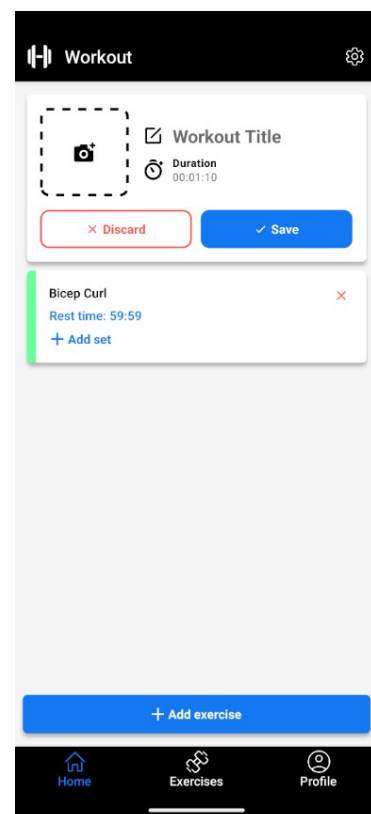 Workout
Workout Title
Duration
00:01:10
Discard
Save
Bicep Curl
Rest time: 59:59
Add set
Add exercise
Home
Exercises
Profile